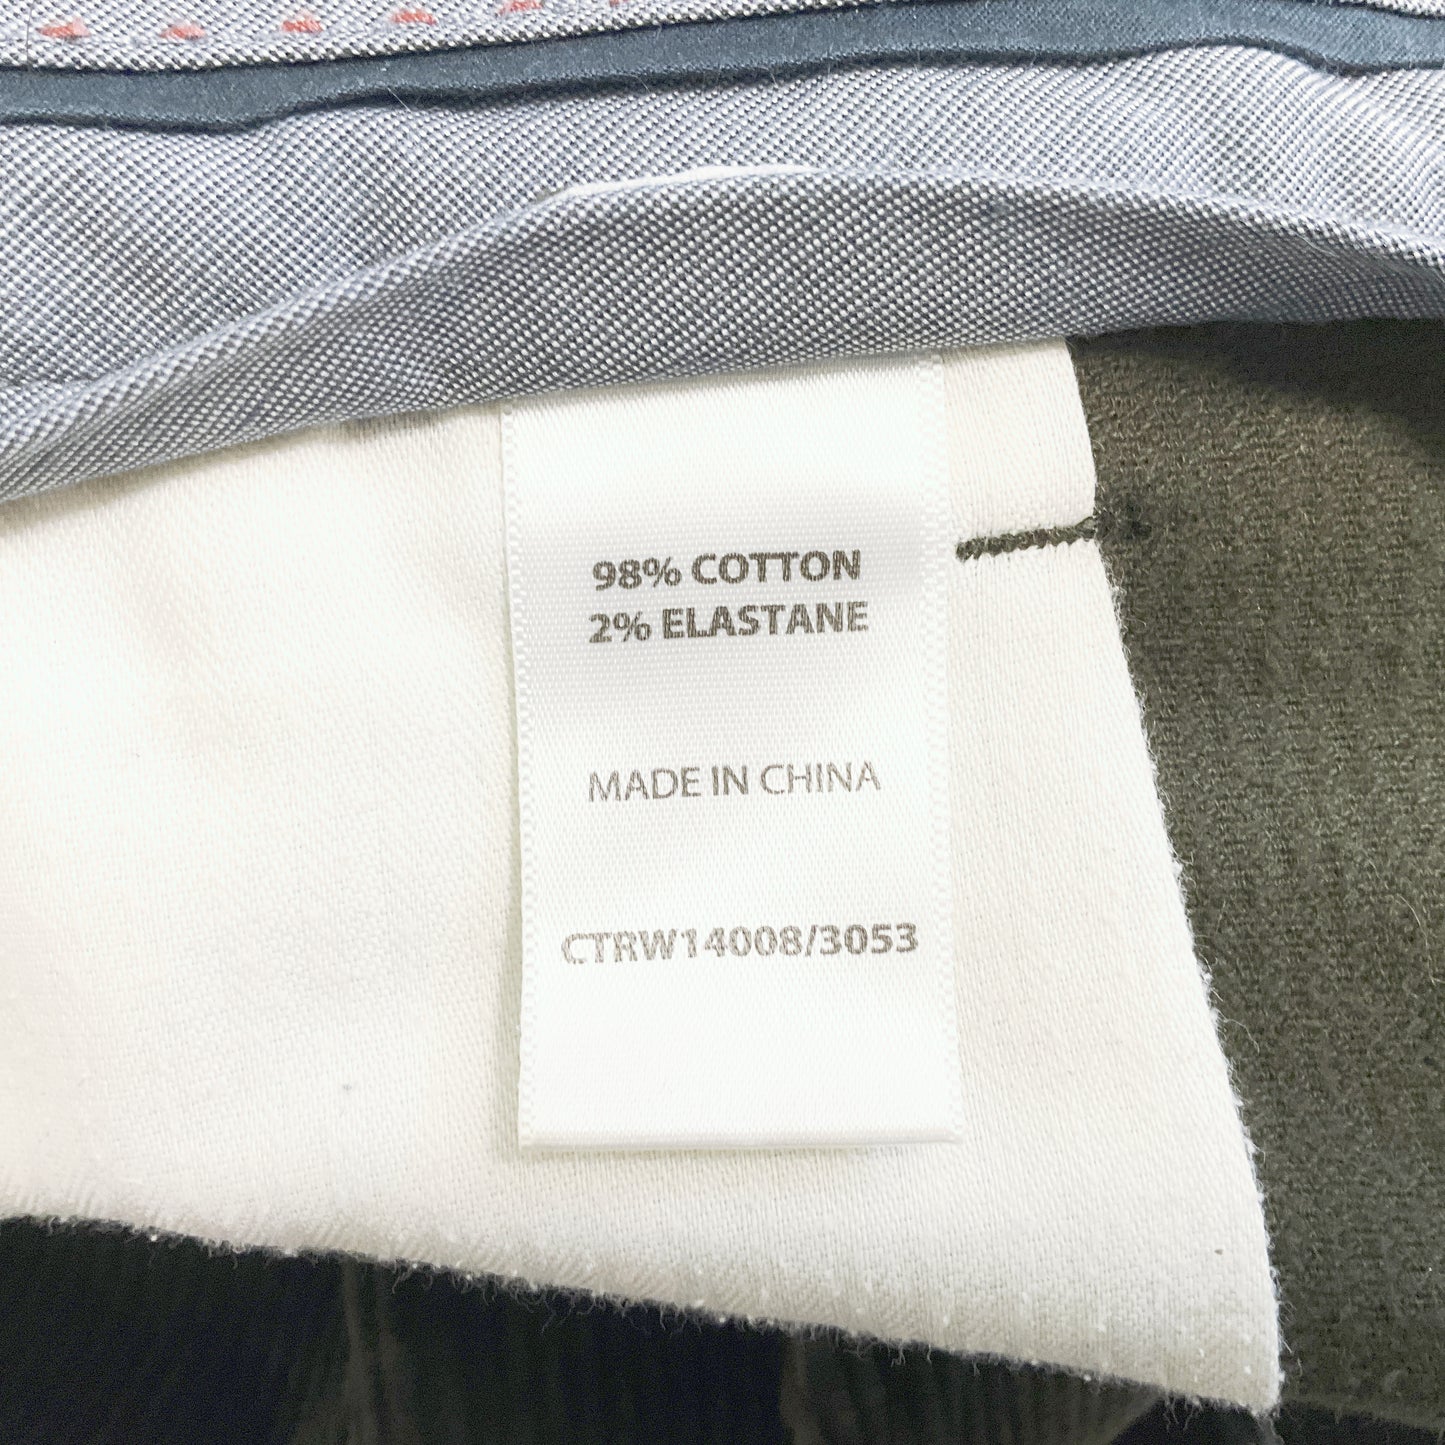 98% COTTON
2% ELASTANE
MADE IN CHINA
CTRW14008/3053